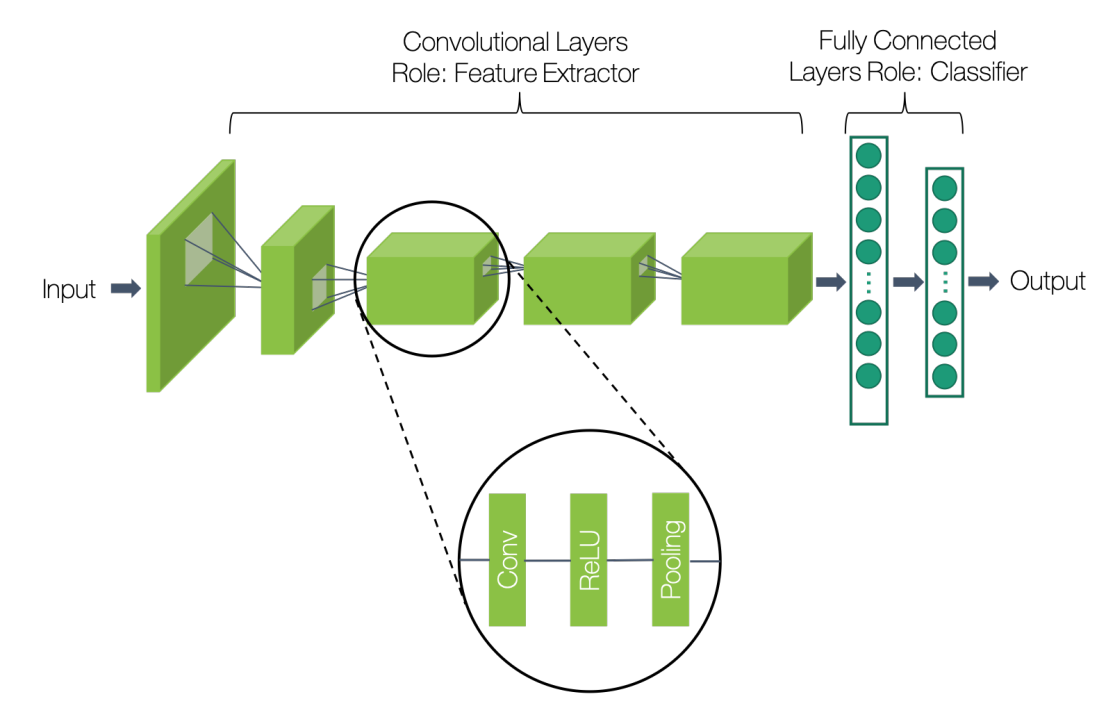 Convolutional Layers
Role: Feature Extractor
Fully Connected
Layers Role: Classifier
Input
Output
Conv
ReLU
Pooling